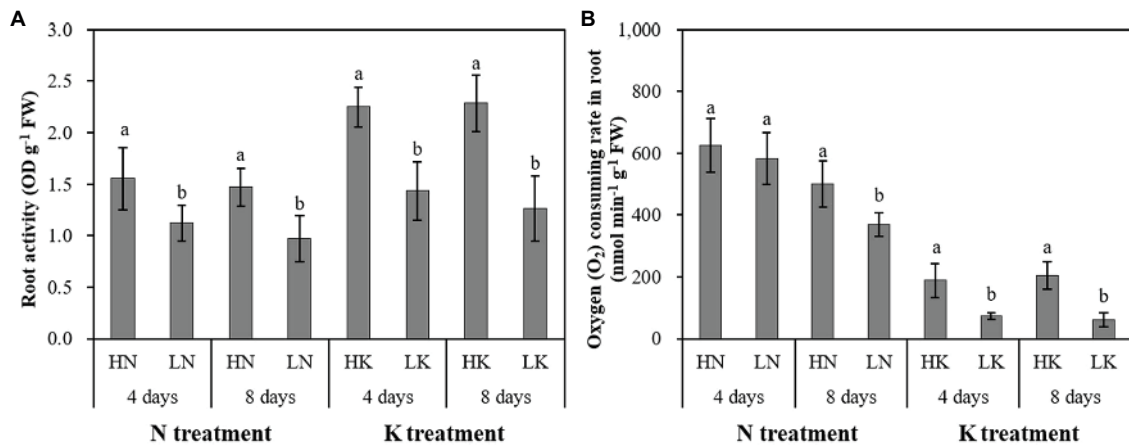 A
Root activity (OD g-1 FW)
3.0
2.5
2.0
1.5
1.0
0.5
0.0
a
b
a
b
a
b
a
b
HN
LN
HN
LN
HK
LK
HK
LK
4 days
8 days
4 days
8 days
N treatment
K treatment
B
Oxygen (O2) consuming rate in root
(nmol min-1 g-1 FW)
1,000
800
600
400
200
0
a
a
a
b
a
b
a
b
HN
LN
HN
LN
HK
LK
HK
LK
4 days
8 days
4 days
8 days
N treatment
K treatment